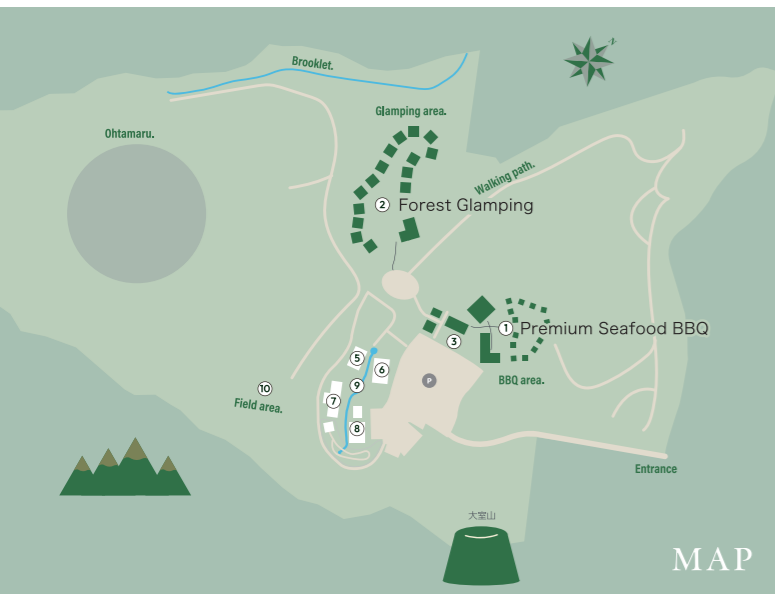 Brooklet.
Glamping area.
Ohtamaru.
Walking path.
2 Forest Glamping
1 Premium Seafood BBQ
3
5
6
P
BBQ area.
9
10
Field area.
7
8
Entrance
大室山
MAP